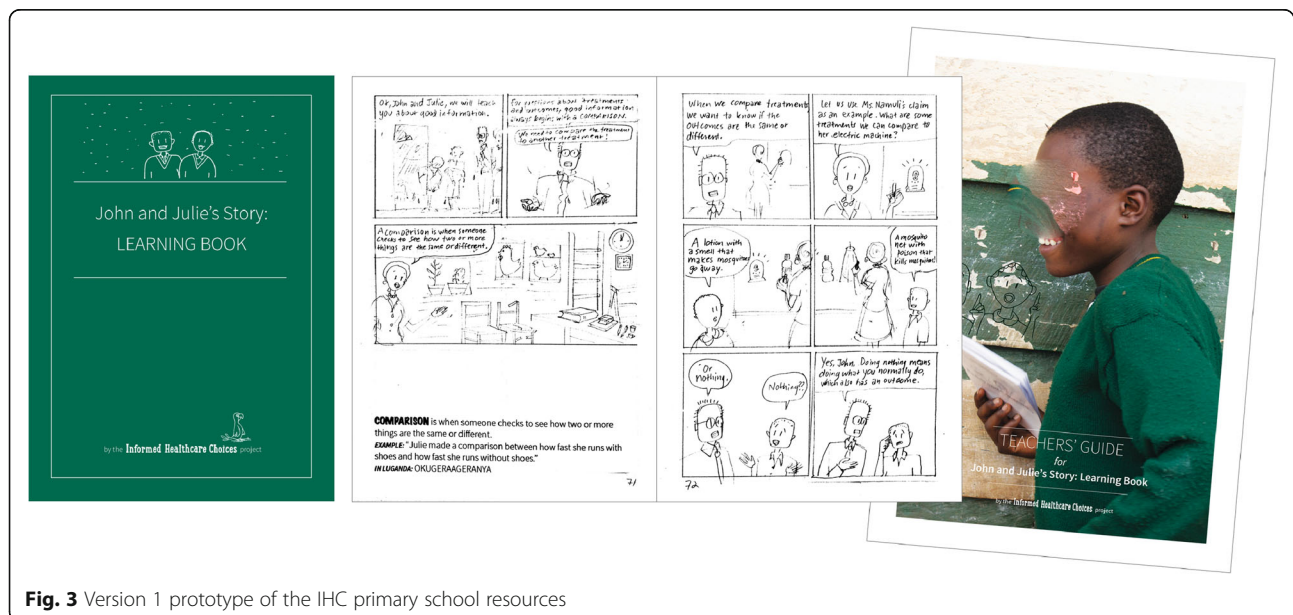 John and Julie's Story:
LEARNING BOOK
by the Informed Healthcare Choices project
Ok, John and Julie, we will teach
you about good information.
For questions about treatments
and outcomes, good information
always begins with a COMPARISON.
We need to compare the treatment
to another treatment!
A comparison is when someone
checks to see how two or more
things are the same or different.
COMPARISON is when someone checks to see how two or more
things are the same or different.
EXAMPLE: "Julie made a comparison between how fast she runs with
shoes and how fast she runs without shoes."
IN LUGANDA: OKUGERAAGERANYA
71
When we compare treatments
we want to know if the
outcomes are the same or
different.
Let us use Ms. Namuli's claim
as an example. What are some
treatments we can compare to
her electric machine?
A lotion with
a smell that
makes mosquitoes
go away.
A mosquito
net with
poison that
kills mosquitoes!
Or
nothing.
Nothing??
Yes, John. Doing nothing means
doing what you normally do,
which also has an outcome.
72
TEACHERS' GUIDE
for
John and Julie's Story: Learning Book
by the Informed Healthcare Choices project
Fig. 3 Version 1 prototype of the IHC primary school resources